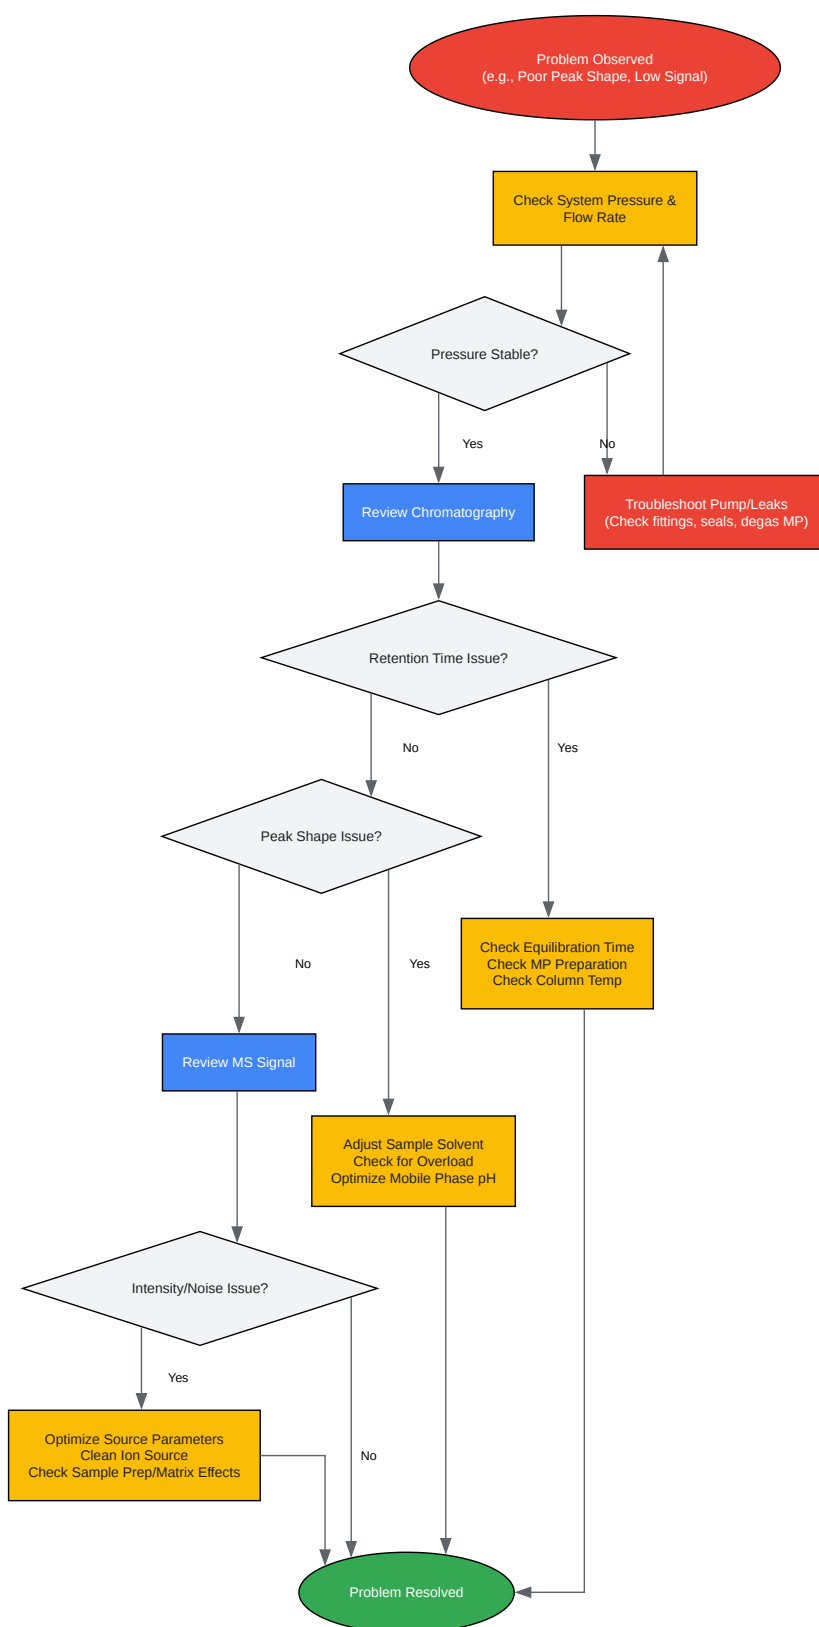 Problem Observed
(e.g., Poor Peak Shape, Low Signal)
Check System Pressure &
Flow Rate
Pressure Stable?
Yes
No
Troubleshoot Pump/Leaks
(Check fittings, seals, degas MP)
Review Chromatography
Retention Time Issue?
No
Yes
Peak Shape Issue?
No
Yes
Check Equilibration Time
Check MP Preparation
Check Column Temp
Review MS Signal
Adjust Sample Solvent
Check for Overload
Optimize Mobile Phase pH
Intensity/Noise Issue?
Yes
No
Optimize Source Parameters
Clean Ion Source
Check Sample Prep/Matrix Effects
Problem Resolved